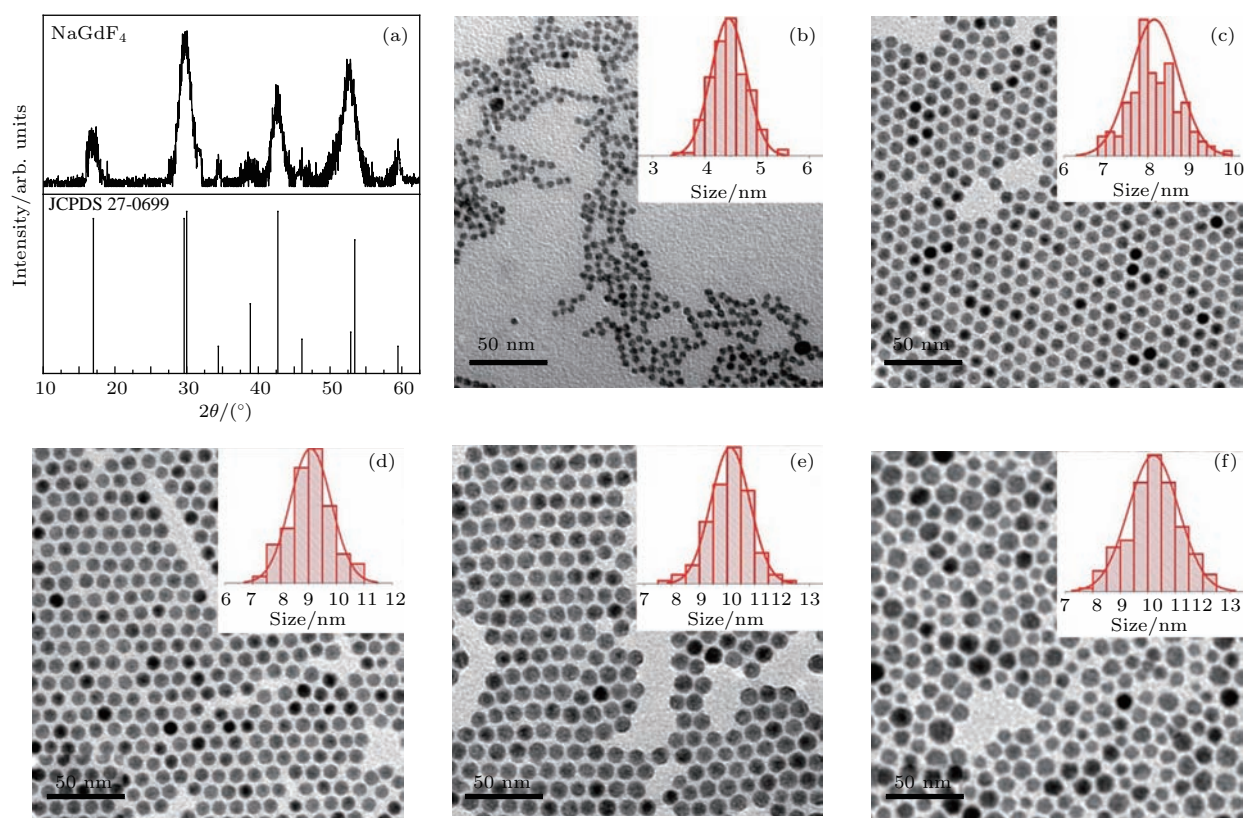 NaGdF₄
(a)
Intensity/arb. units
JCPDS 27-0699
10 20 30 40 50 60
2θ/(°)
(b)
3 4 5 6
Size/nm
50 nm
(c)
6 7 8 9 10
Size/nm
50 nm
(d)
6 7 8 9 10 11 12
Size/nm
50 nm
(e)
7 8 9 10 11 12 13
Size/nm
50 nm
(f)
7 8 9 10 11 12 13
Size/nm
50 nm